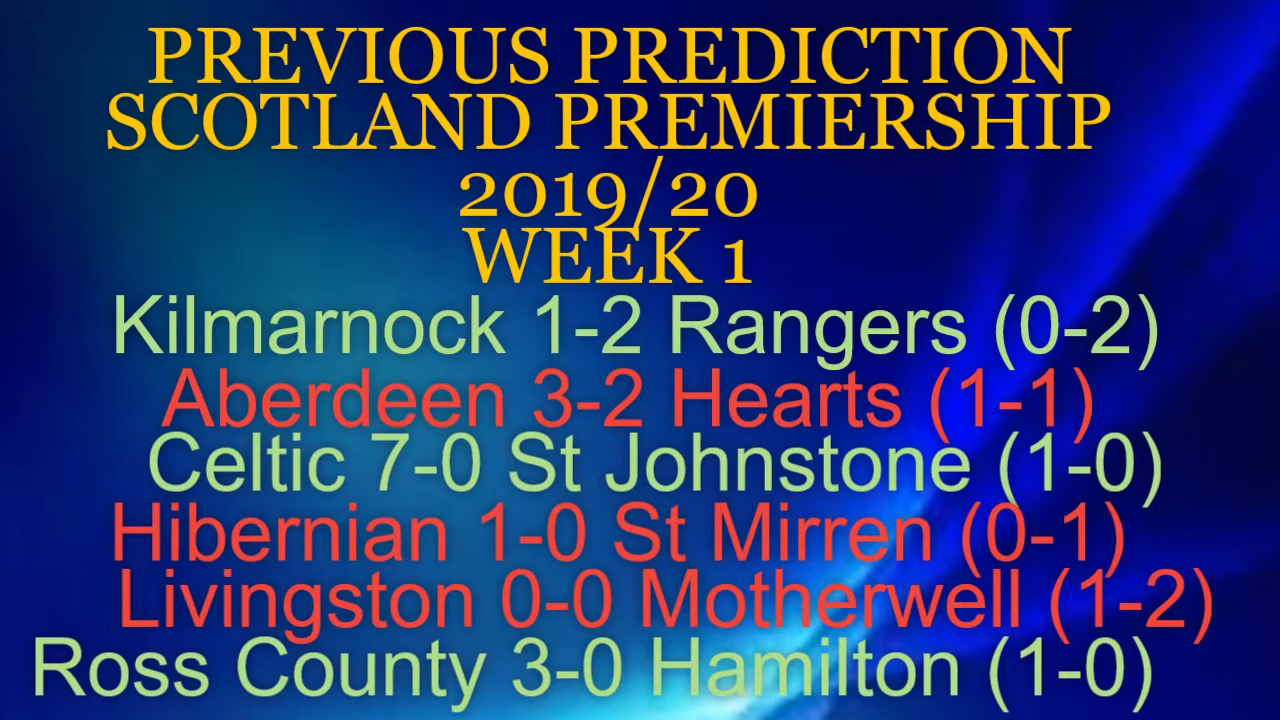 PREVIOUS PREDICTION
SCOTLAND PREMIERSHIP
2019/20
WEEK 1
Kilmarnock 1-2 Rangers (0-2)
Aberdeen 3-2 Hearts (1-1)
Celtic 7-0 St Johnstone (1-0)
Hibernian 1-0 St Mirren (0-1)
Livingston 0-0 Motherwell (1-2)
Ross County 3-0 Hamilton (1-0)